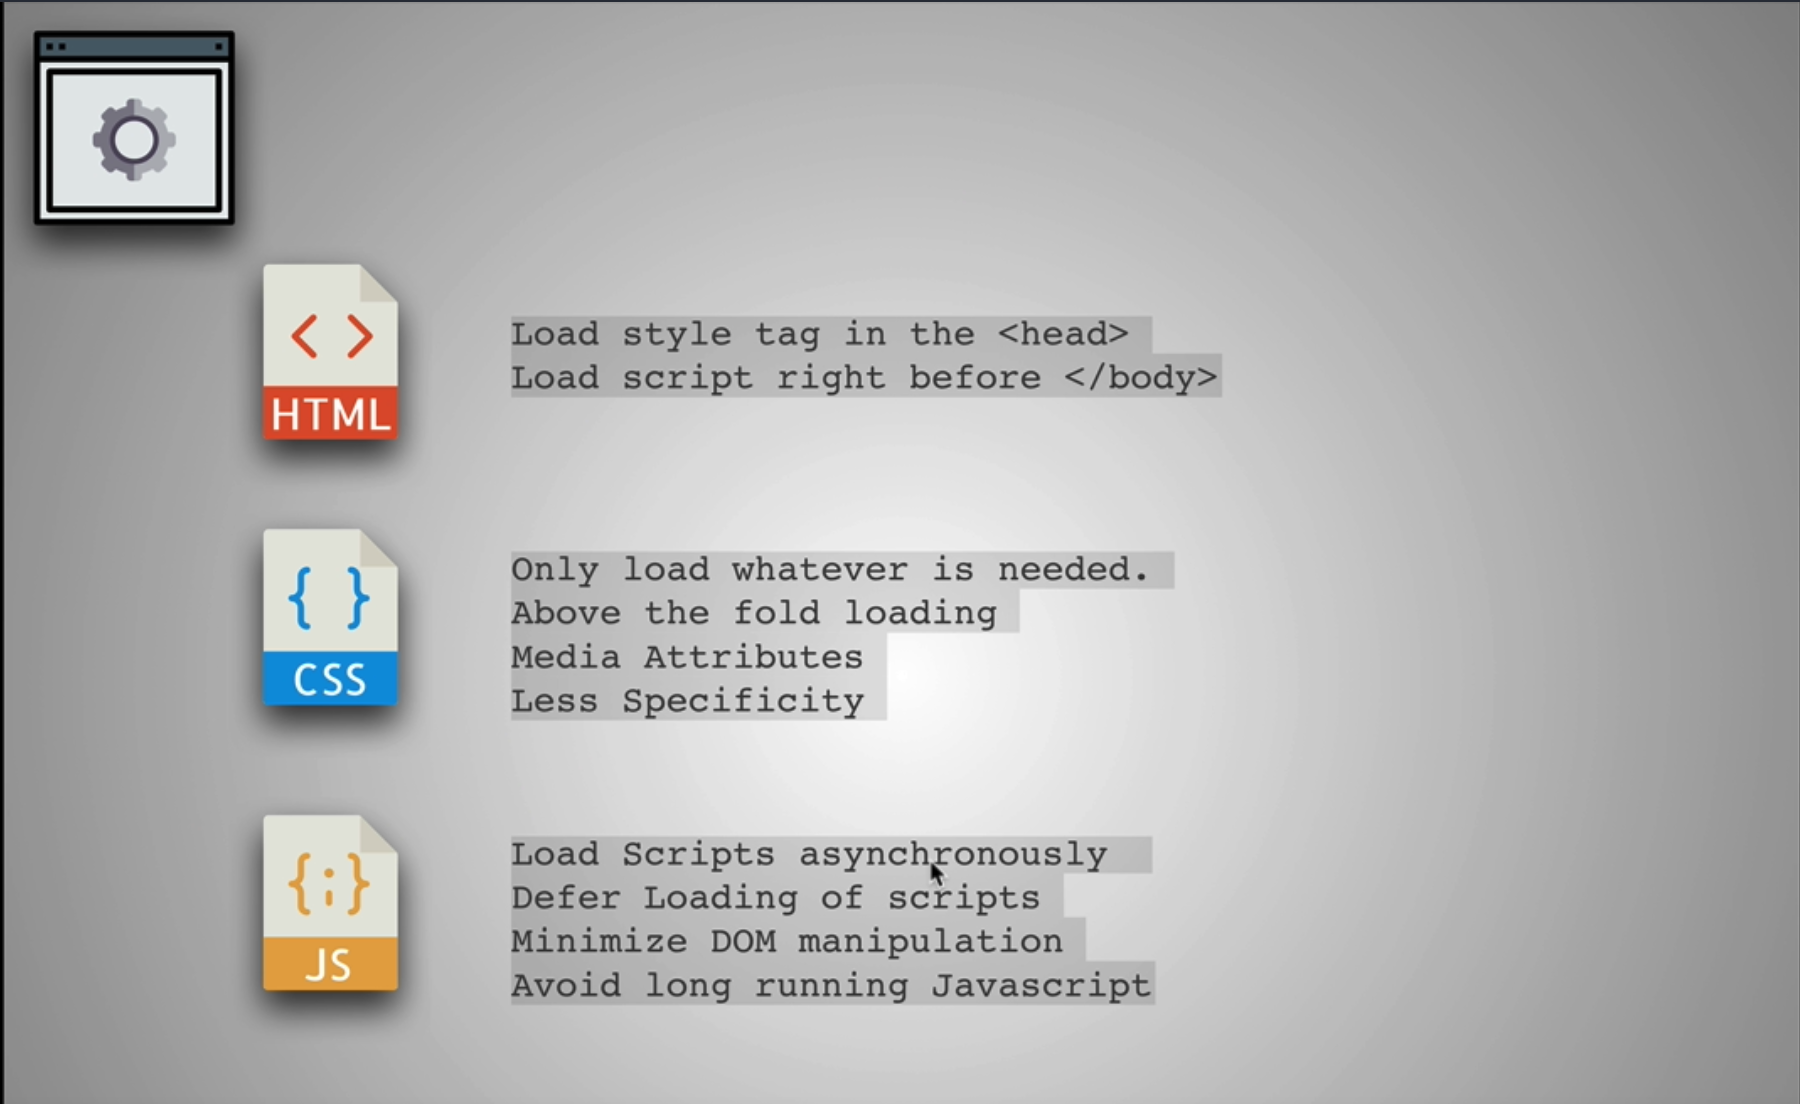 HTML
Load style tag in the <head>
Load script right before </body>
CSS
Only load whatever is needed.
Above the fold loading
Media Attributes
Less Specificity
JS
Load Scripts asynchronously
Defer Loading of scripts
Minimize DOM manipulation
Avoid long running Javascript